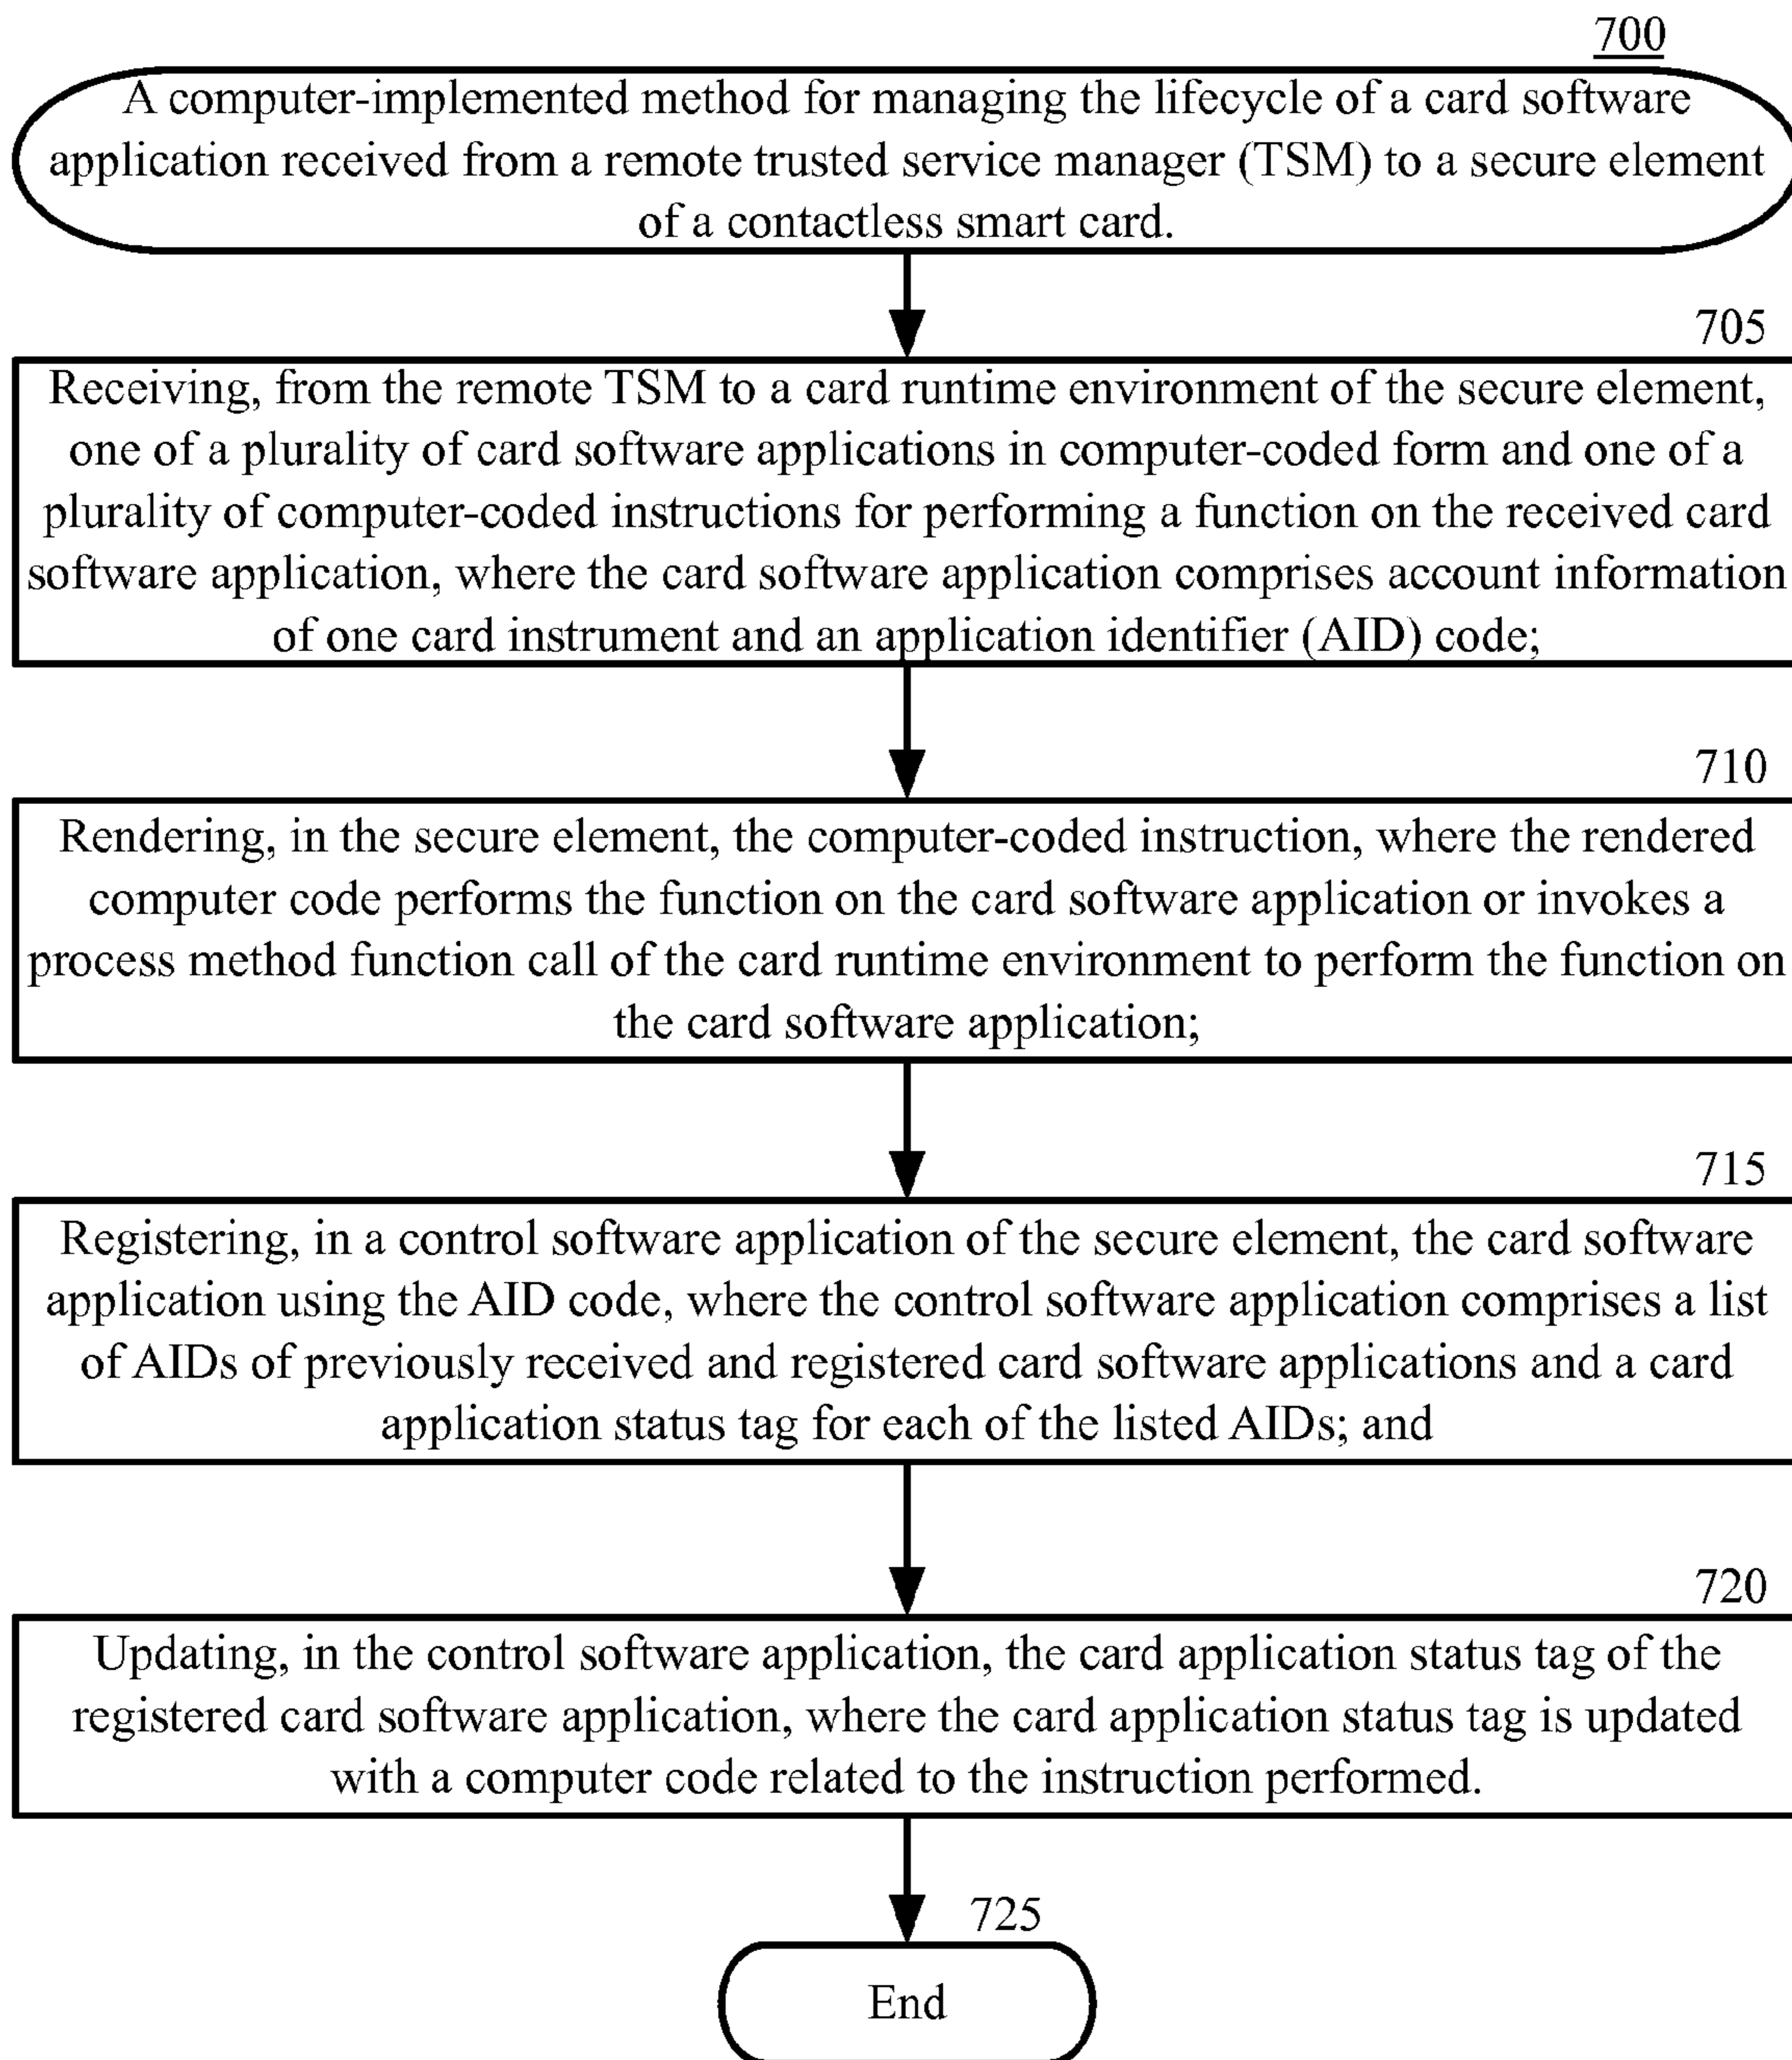 700
A computer-implemented method for managing the lifecycle of a card software
application received from a remote trusted service manager (TSM) to a secure element
of a contactless smart card.
705
Receiving, from the remote TSM to a card runtime environment of the secure element,
one of a plurality of card software applications in computer-coded form and one of a
plurality of computer-coded instructions for performing a function on the received card
software application, where the card software application comprises account information
of one card instrument and an application identifier (AID) code;
710
Rendering, in the secure element, the computer-coded instruction, where the rendered
computer code performs the function on the card software application or invokes a
process method function call of the card runtime environment to perform the function on
the card software application;
715
Registering, in a control software application of the secure element, the card software
application using the AID code, where the control software application comprises a list
of AIDs of previously received and registered card software applications and a card
application status tag for each of the listed AIDs; and
720
Updating, in the control software application, the card application status tag of the
registered card software application, where the card application status tag is updated
with a computer code related to the instruction performed.
725
End